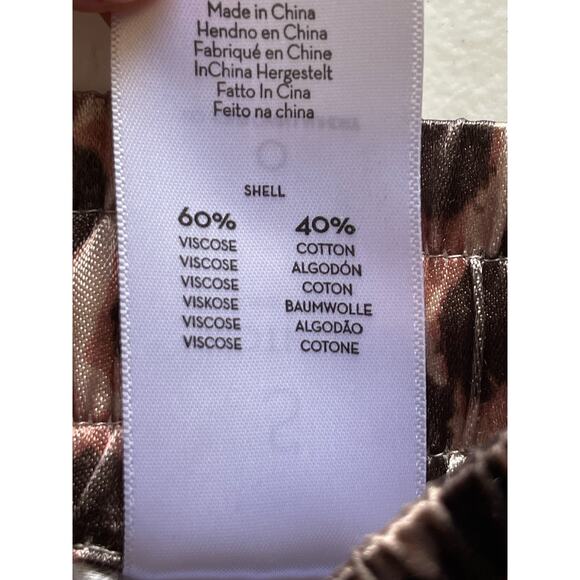 Made in China
Hendno en China
Fabriqué en Chine
InChina Hergestelt
Fatto In Cina
Feito na china
SHELL
60% 40%
VISCOSE COTTON
VISCOSE ALGODÓN
VISCOSE COTON
VISKOSE BAUMWOLLE
VISCOSE ALGODÃO
VISCOSE COTONE